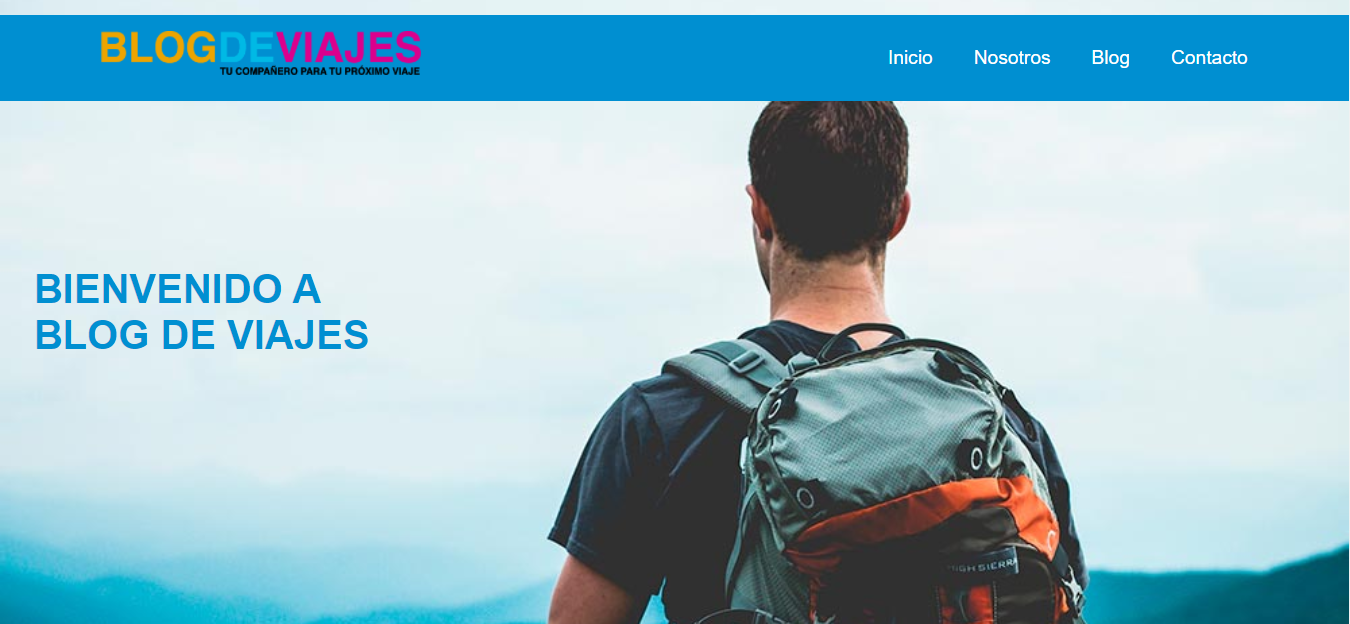 BLOGDEVIAJES
TU COMPAÑERO PARA TU PRÓXIMO VIAJE
Inicio Nosotros Blog Contacto
BIENVENIDO A
BLOG DE VIAJES
HIGH SIERRA